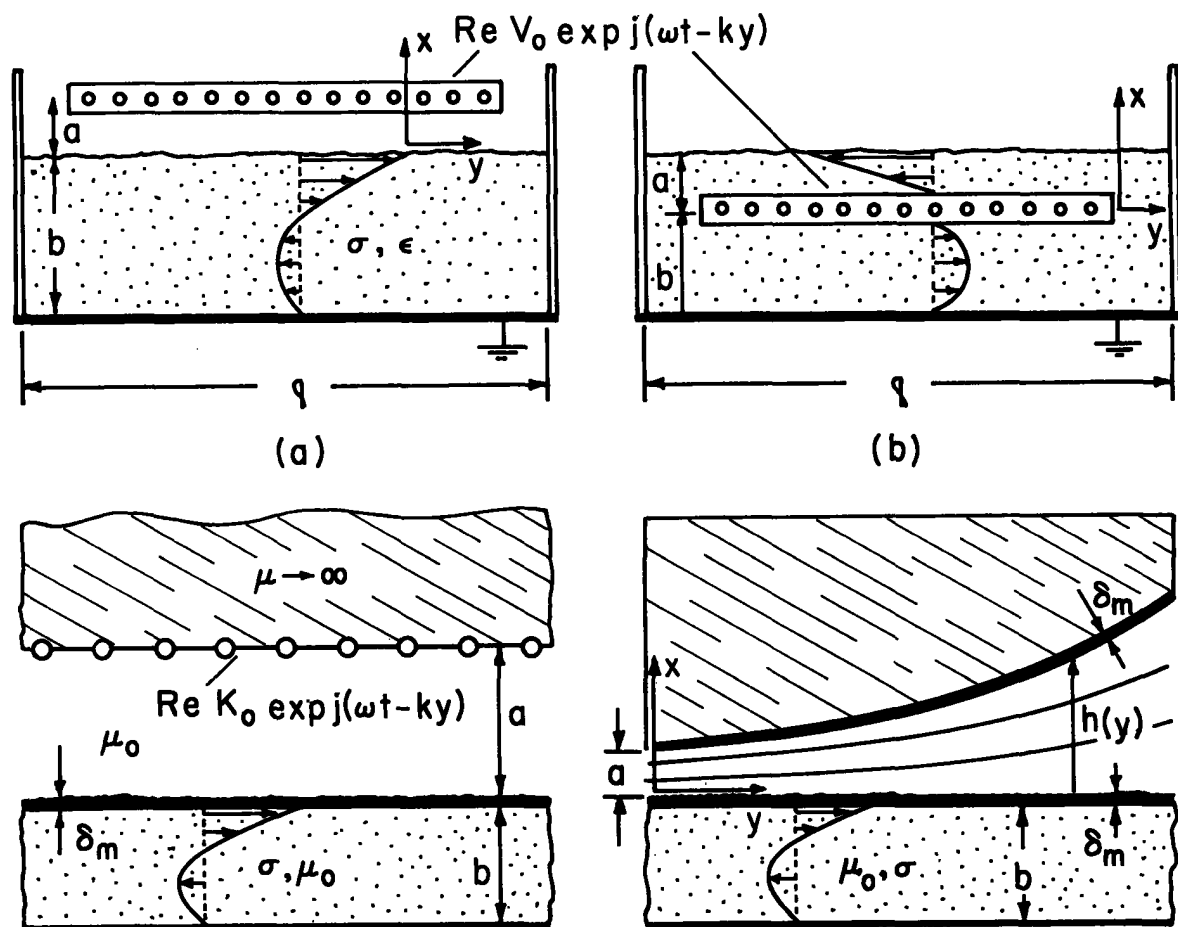 Re V₀ exp j(ωt-ky)
x
a
y
b
σ, ϵ
q
(a)
x
a
y
b
q
(b)
μ → ∞
Re K₀ exp j(ωt-ky)
a
μ₀
δₘ
σ, μ₀
b
δₘ
x
h(y)
a
y
δₘ
μ₀, σ
b